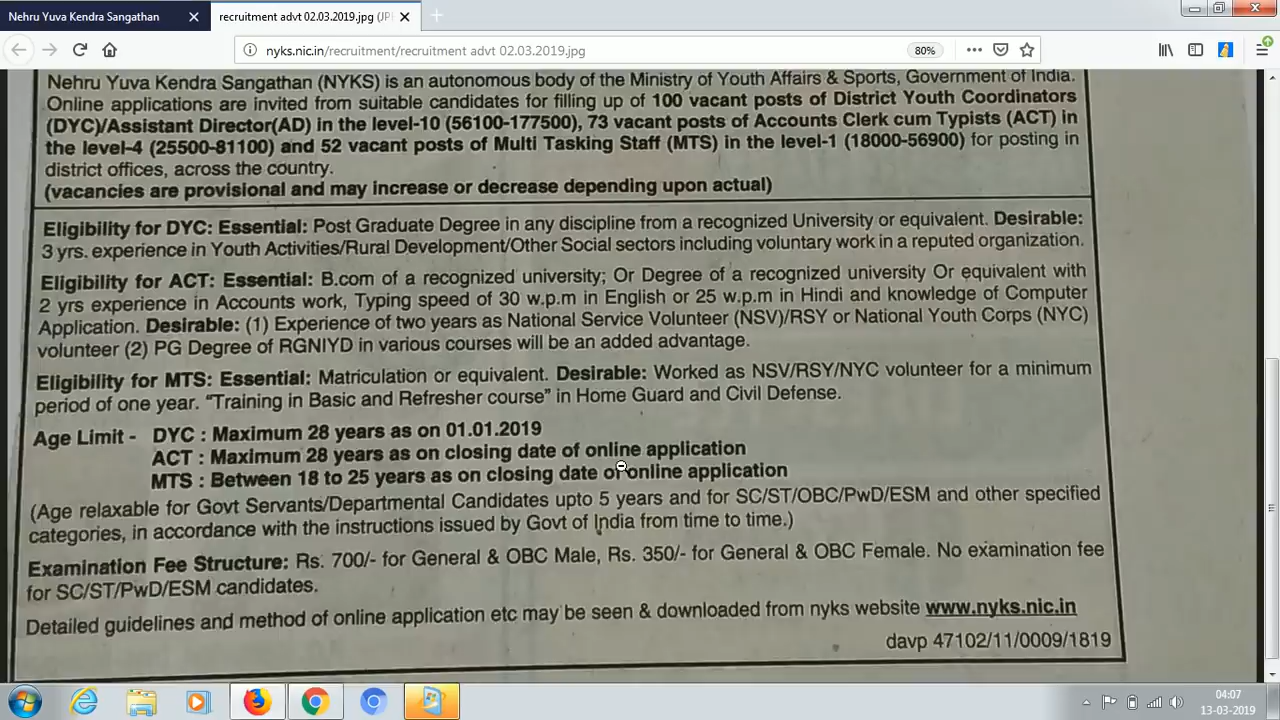 Nehru Yuva Kendra Sangathan
recruitment advt 02.03.2019.jpg (JP
nyks.nic.in/recruitment/recruitment advt 02.03.2019.jpg
80%
Nehru Yuva Kendra Sangathan (NYKS) is an autonomous body of the Ministry of Youth Affairs & Sports, Government of India.
Online applications are invited from suitable candidates for filling up of 100 vacant posts of District Youth Coordinators
(DYC)/Assistant Director(AD) in the level-10 (56100-177500), 73 vacant posts of Accounts Clerk cum Typists (ACT) in
the level-4 (25500-81100) and 52 vacant posts of Multi Tasking Staff (MTS) in the level-1 (18000-56900) for posting in
district offices, across the country.
(vacancies are provisional and may increase or decrease depending upon actual)
Eligibility for DYC: Essential: Post Graduate Degree in any discipline from a recognized University or equivalent. Desirable:
3 yrs. experience in Youth Activities/Rural Development/Other Social sectors including voluntary work in a reputed organization.
Eligibility for ACT: Essential: B.com of a recognized university; Or Degree of a recognized university Or equivalent with
2 yrs experience in Accounts work, Typing speed of 30 w.p.m in English or 25 w.p.m in Hindi and knowledge of Computer
Application. Desirable: (1) Experience of two years as National Service Volunteer (NSV)/RSY or National Youth Corps (NYC)
volunteer (2) PG Degree of RGNIYD in various courses will be an added advantage.
Eligibility for MTS: Essential: Matriculation or equivalent. Desirable: Worked as NSV/RSY/NYC volunteer for a minimum
period of one year. “Training in Basic and Refresher course” in Home Guard and Civil Defense.
Age Limit - DYC : Maximum 28 years as on 01.01.2019
ACT : Maximum 28 years as on closing date of online application
MTS : Between 18 to 25 years as on closing date of online application
(Age relaxable for Govt Servants/Departmental Candidates upto 5 years and for SC/ST/OBC/PwD/ESM and other specified
categories, in accordance with the instructions issued by Govt of India from time to time.)
Examination Fee Structure: Rs. 700/- for General & OBC Male, Rs. 350/- for General & OBC Female. No examination fee
for SC/ST/PwD/ESM candidates.
Detailed guidelines and method of online application etc may be seen & downloaded from nyks website www.nyks.nic.in
davp 47102/11/0009/1819
04:07
13-03-2019